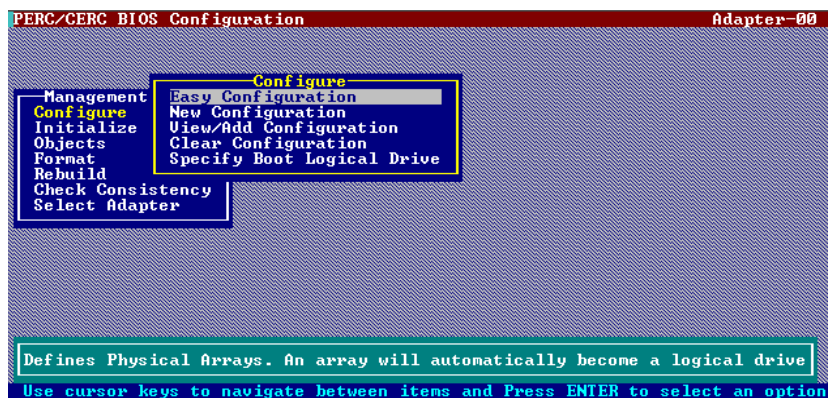 PERC/CERC BIOS Configuration Adapter-00
Configure
Management
Easy Configuration
Configure
New Configuration
Initialize
View/Add Configuration
Objects
Clear Configuration
Format
Specify Boot Logical Drive
Rebuild
Check Consistency
Select Adapter
Defines Physical Arrays. An array will automatically become a logical drive
Use cursor keys to navigate between items and Press ENTER to select an option